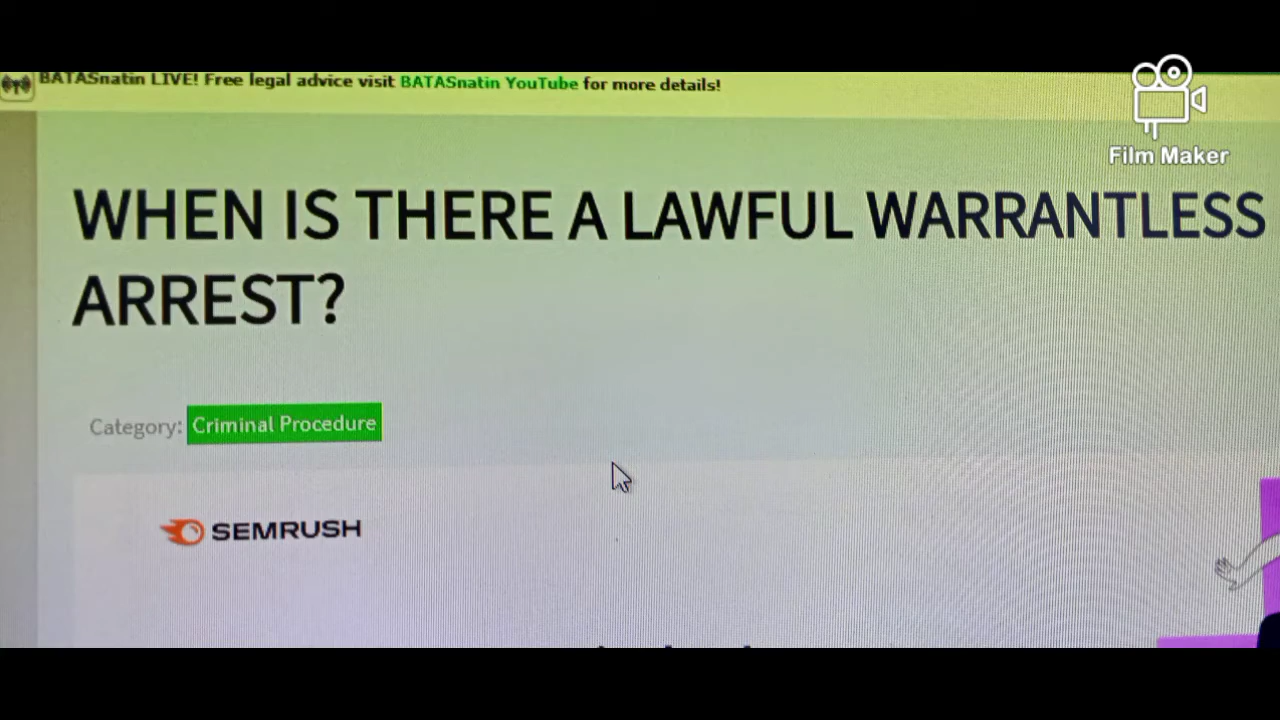 BATASnatin LIVE! Free legal advice visit BATASnatin YouTube for more details!
Film Maker
WHEN IS THERE A LAWFUL WARRANTLESS
ARREST?
Category: Criminal Procedure
SEMRUSH